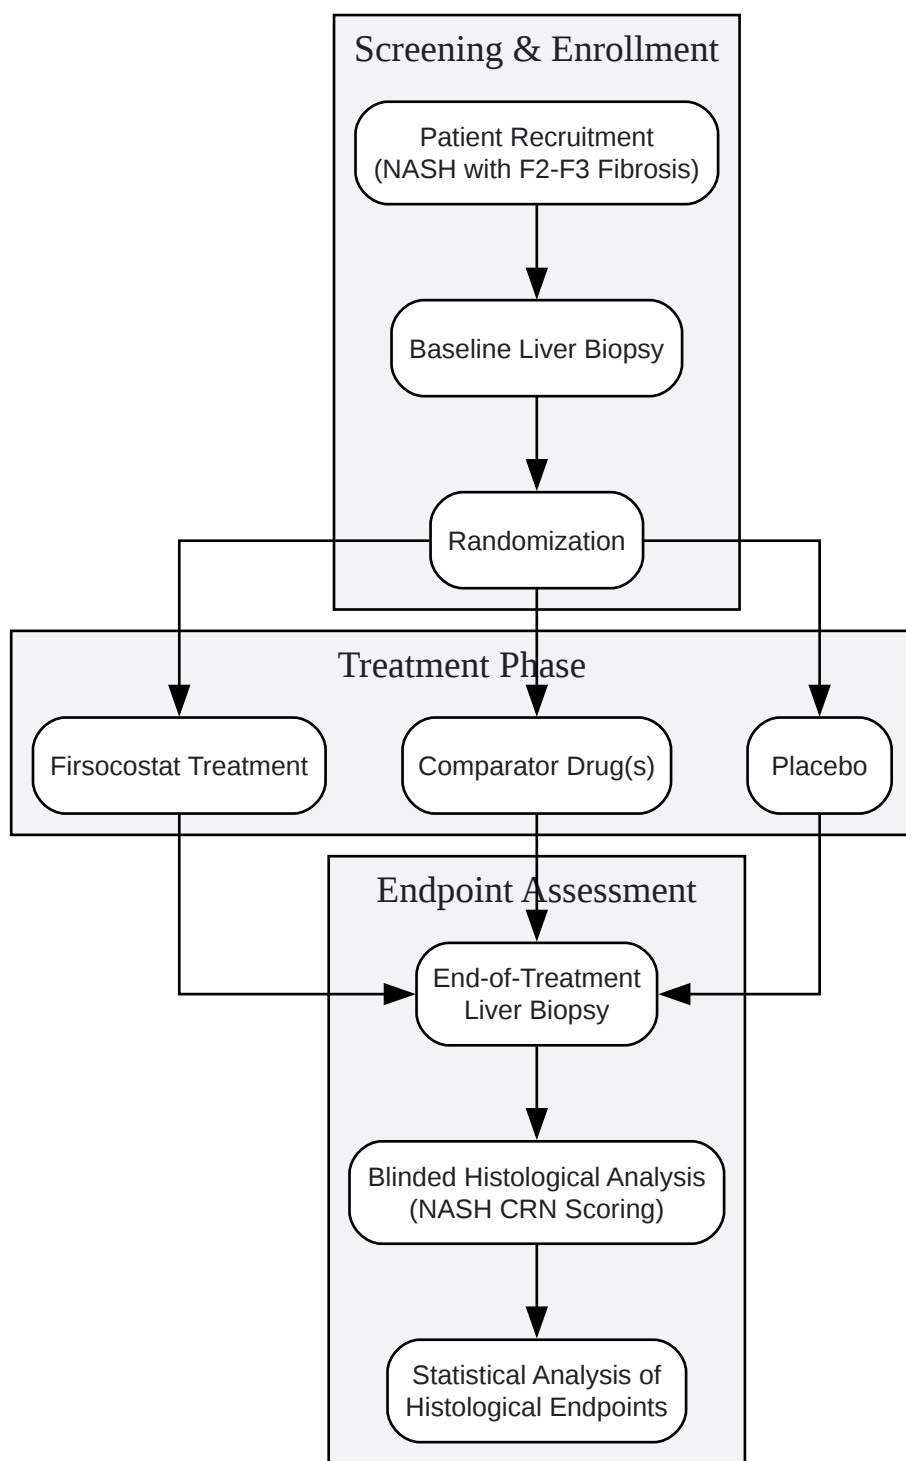 Screening & Enrollment
Patient Recruitment
(NASH with F2-F3 Fibrosis)
Baseline Liver Biopsy
Randomization
Treatment Phase
Firsocostat Treatment
Comparator Drug(s)
Placebo
Endpoint Assessment
End-of-Treatment
Liver Biopsy
Blinded Histological Analysis
(NASH CRN Scoring)
Statistical Analysis of
Histological Endpoints